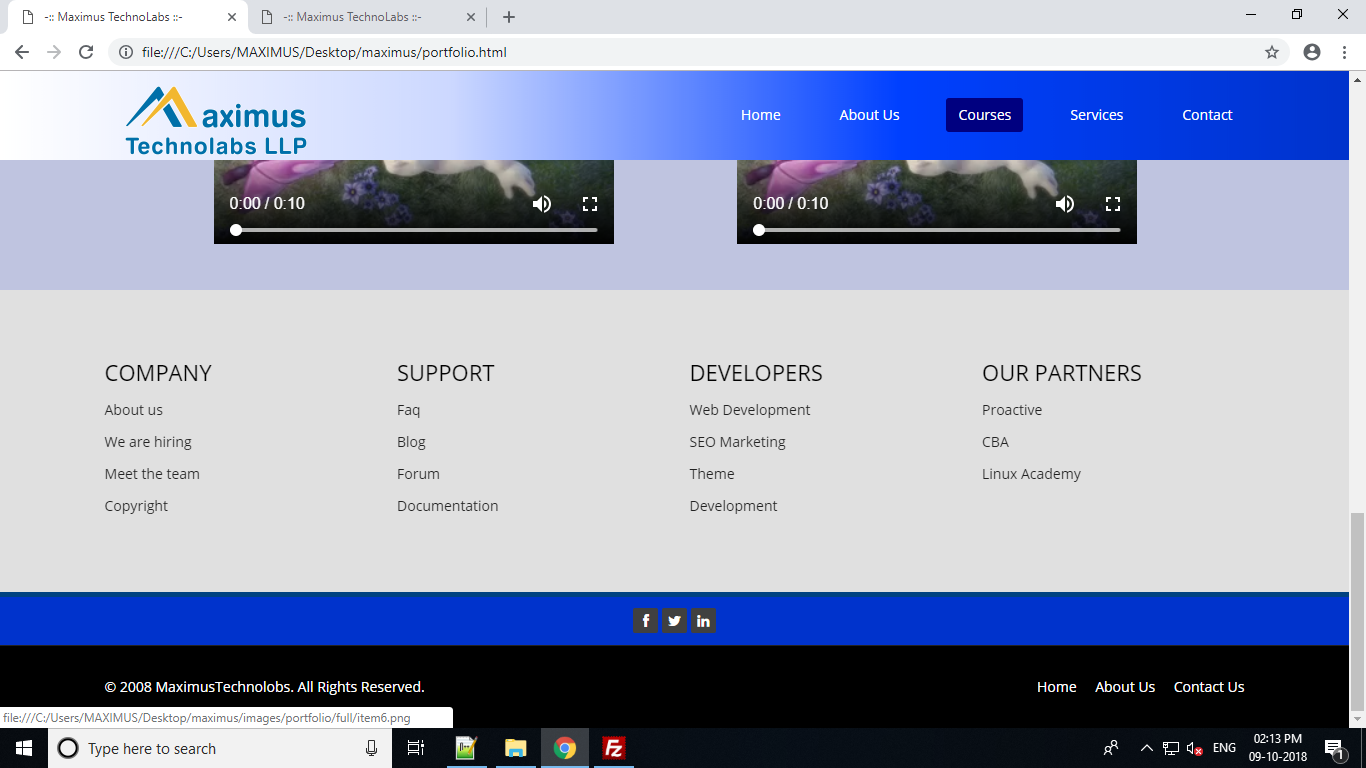 -:: Maximus TechnoLabs ::-
-:: Maximus TechnoLabs ::-
file:///C:/Users/MAXIMUS/Desktop/maximus/portfolio.html
aximus
Technolabs LLP
Home About Us Courses Services Contact
0:00 / 0:10
0:00 / 0:10
COMPANY
About us
We are hiring
Meet the team
Copyright
SUPPORT
Faq
Blog
Forum
Documentation
DEVELOPERS
Web Development
SEO Marketing
Theme
Development
OUR PARTNERS
Proactive
CBA
Linux Academy
f in
© 2008 MaximusTechnolobs. All Rights Reserved.
Home About Us Contact Us
file:///C:/Users/MAXIMUS/Desktop/maximus/images/portfolio/full/item6.png
Type here to search
Fz
ENG
02:13 PM
09-10-2018
1